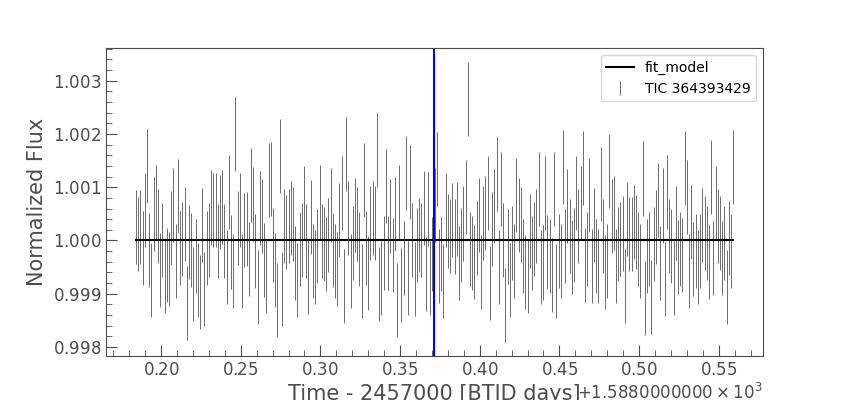 fit_model
TIC 364393429
1.003
1.002
1.001
1.000
0.999
0.998
Normalized Flux
0.20 0.25 0.30 0.35 0.40 0.45 0.50 0.55
Time - 2457000 [BTJD days]
+1.5880000000 × 10³